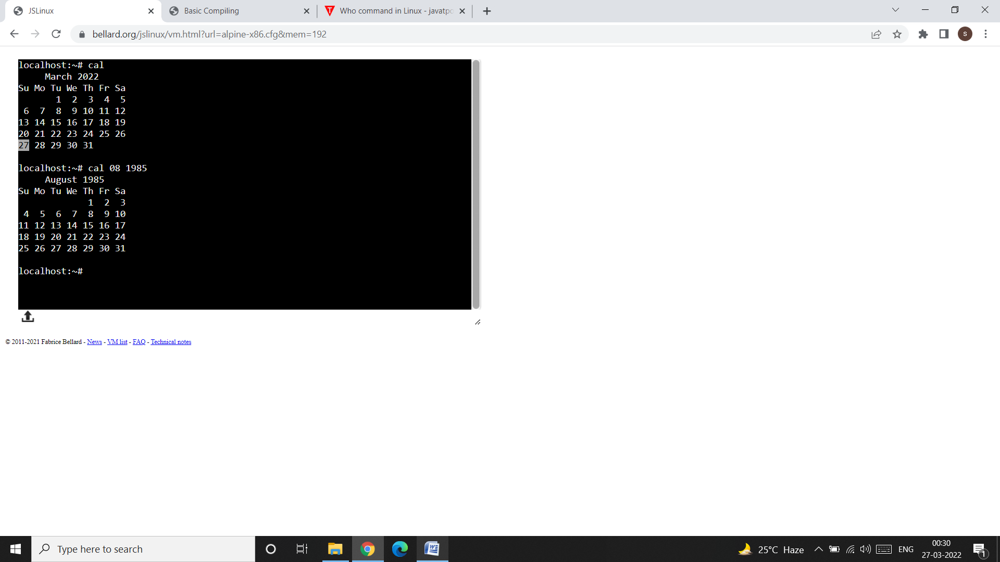 JSLinux
Basic Compiling
Who command in Linux - javatpo
bellard.org/jslinux/vm.html?url=alpine-x86.cfg&mem=192
S
localhost:~# cal
     March 2022
Su Mo Tu We Th Fr Sa
       1  2  3  4  5
 6  7  8  9 10 11 12
13 14 15 16 17 18 19
20 21 22 23 24 25 26
27 28 29 30 31
localhost:~# cal 08 1985
     August 1985
Su Mo Tu We Th Fr Sa
             1  2  3
 4  5  6  7  8  9 10
11 12 13 14 15 16 17
18 19 20 21 22 23 24
25 26 27 28 29 30 31
localhost:~#
© 2011-2021 Fabrice Bellard - News - VM list - FAQ - Technical notes
Type here to search
25°C Haze
ENG
00:30
27-03-2022
1